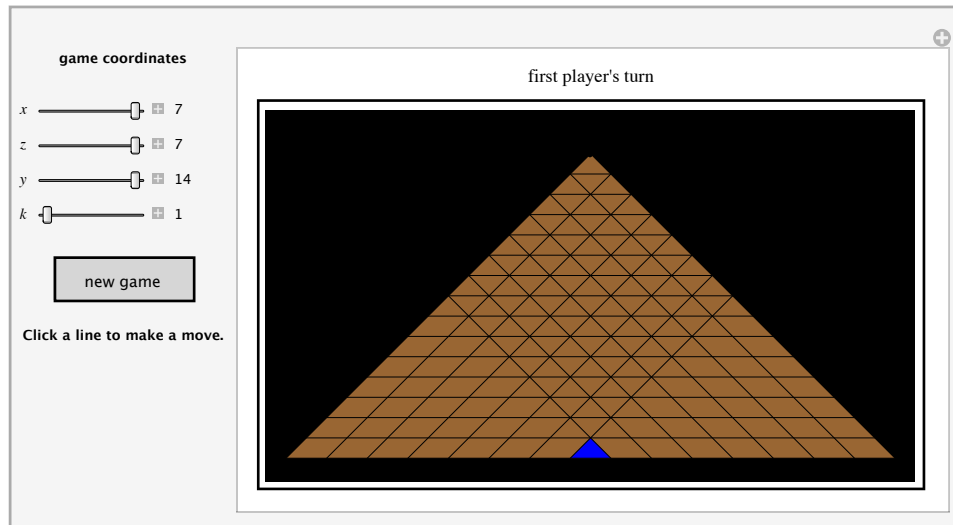 game coordinates
x 7
z 7
y 14
k 1
new game
Click a line to make a move.
first player's turn